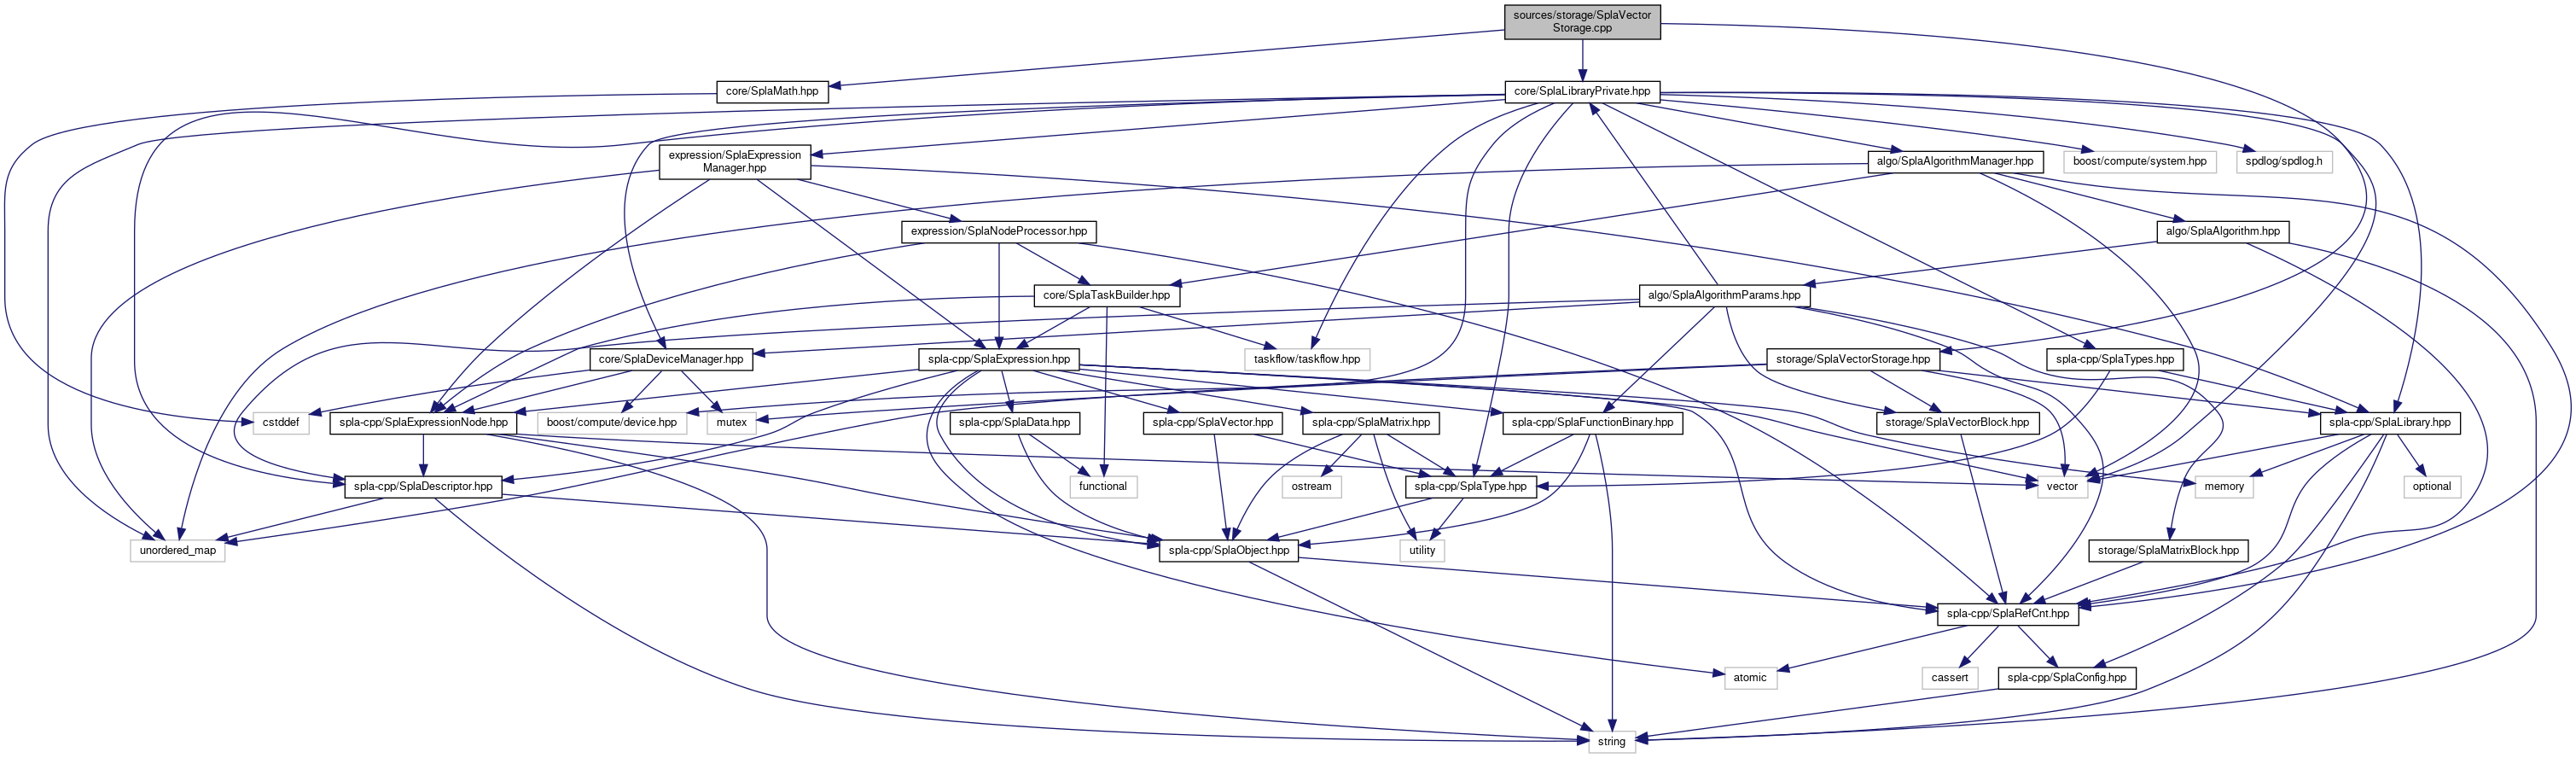 sources/storage/SplaVector
Storage.cpp
core/SplaMath.hpp
core/SplaLibraryPrivate.hpp
expression/SplaExpression
Manager.hpp
algo/SplaAlgorithmManager.hpp
boost/compute/system.hpp
spdlog/spdlog.h
expression/SplaNodeProcessor.hpp
algo/SplaAlgorithm.hpp
core/SplaTaskBuilder.hpp
algo/SplaAlgorithmParams.hpp
core/SplaDeviceManager.hpp
spla-cpp/SplaExpression.hpp
taskflow/taskflow.hpp
storage/SplaVectorStorage.hpp
spla-cpp/SplaTypes.hpp
cstddef
spla-cpp/SplaExpressionNode.hpp
boost/compute/device.hpp
mutex
spla-cpp/SplaData.hpp
spla-cpp/SplaVector.hpp
spla-cpp/SplaMatrix.hpp
spla-cpp/SplaFunctionBinary.hpp
storage/SplaVectorBlock.hpp
spla-cpp/SplaLibrary.hpp
spla-cpp/SplaDescriptor.hpp
functional
ostream
spla-cpp/SplaType.hpp
vector
memory
optional
unordered_map
spla-cpp/SplaObject.hpp
utility
storage/SplaMatrixBlock.hpp
spla-cpp/SplaRefCnt.hpp
atomic
cassert
spla-cpp/SplaConfig.hpp
string